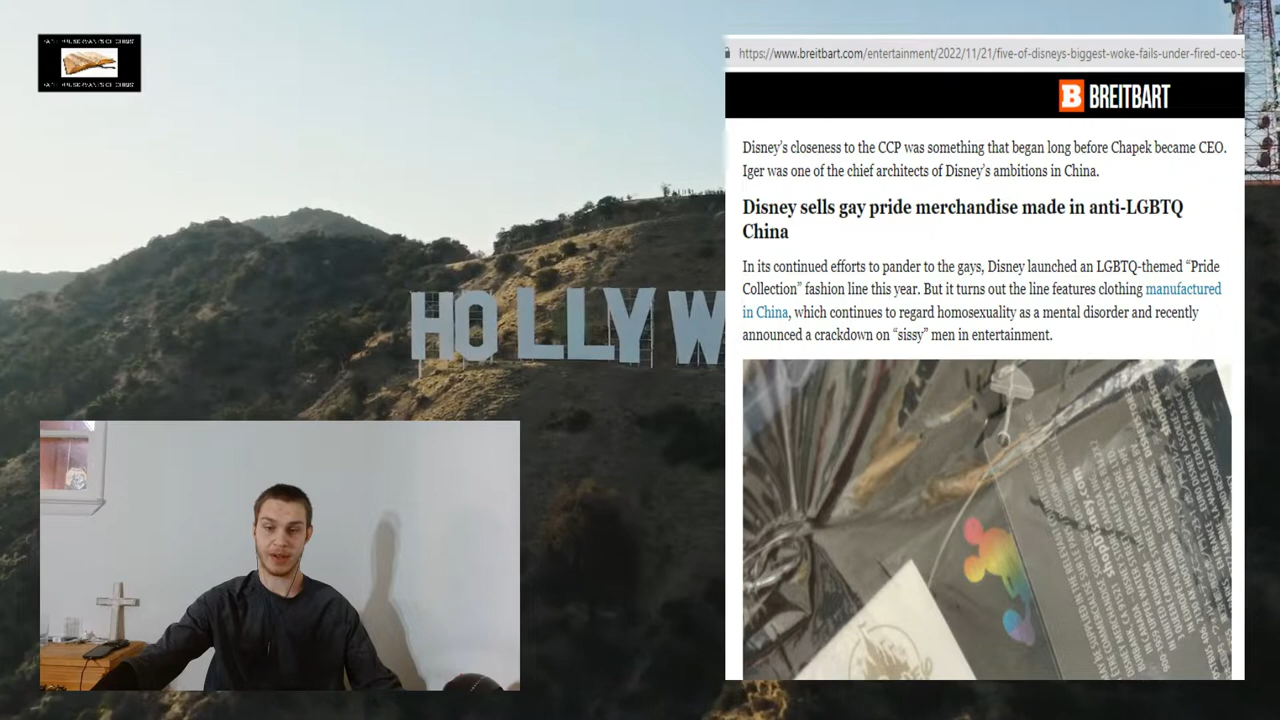 https://www.breitbart.com/entertainment/2022/11/21/five-of-disneys-biggest-woke-fails-under-fired-ceo-b
B BREITBART
Disney's closeness to the CCP was something that began long before Chapek became CEO.
Iger was one of the chief architects of Disney's ambitions in China.
Disney sells gay pride merchandise made in anti-LGBTQ
China
In its continued efforts to pander to the gays, Disney launched an LGBTQ-themed “Pride
Collection” fashion line this year. But it turns out the line features clothing manufactured
in China, which continues to regard homosexuality as a mental disorder and recently
announced a crackdown on “sissy” men in entertainment.
HOLLYW